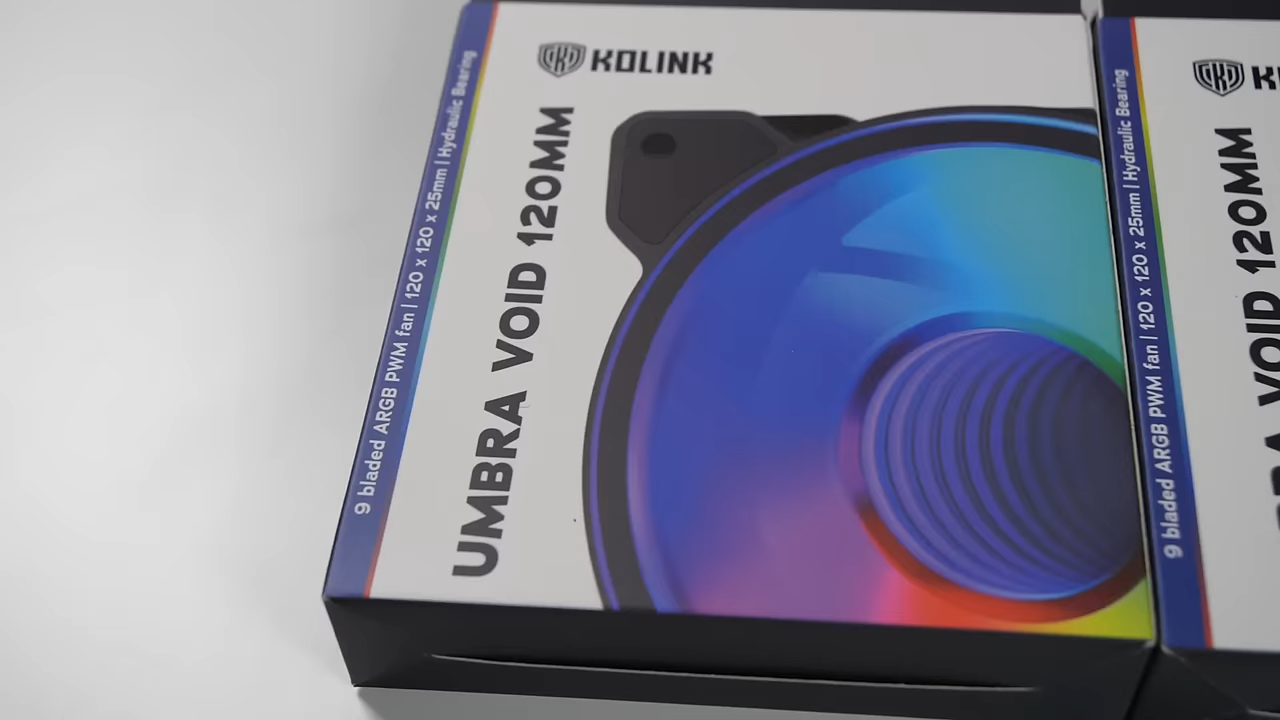 KOLINK
UMBRA VOID 120MM
9 bladed ARGB PWM fan | 120 x 120 x 25mm | Hydraulic Bearing
9 bladed ARGB PWM fan | 120 x 120 x 25mm | Hydraulic Bearing
VOID 120MM